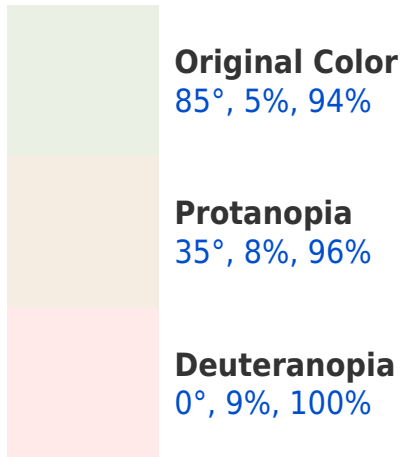 Original Color
85°, 5%, 94%
Protanopia
35°, 8%, 96%
Deuteranopia
0°, 9%, 100%